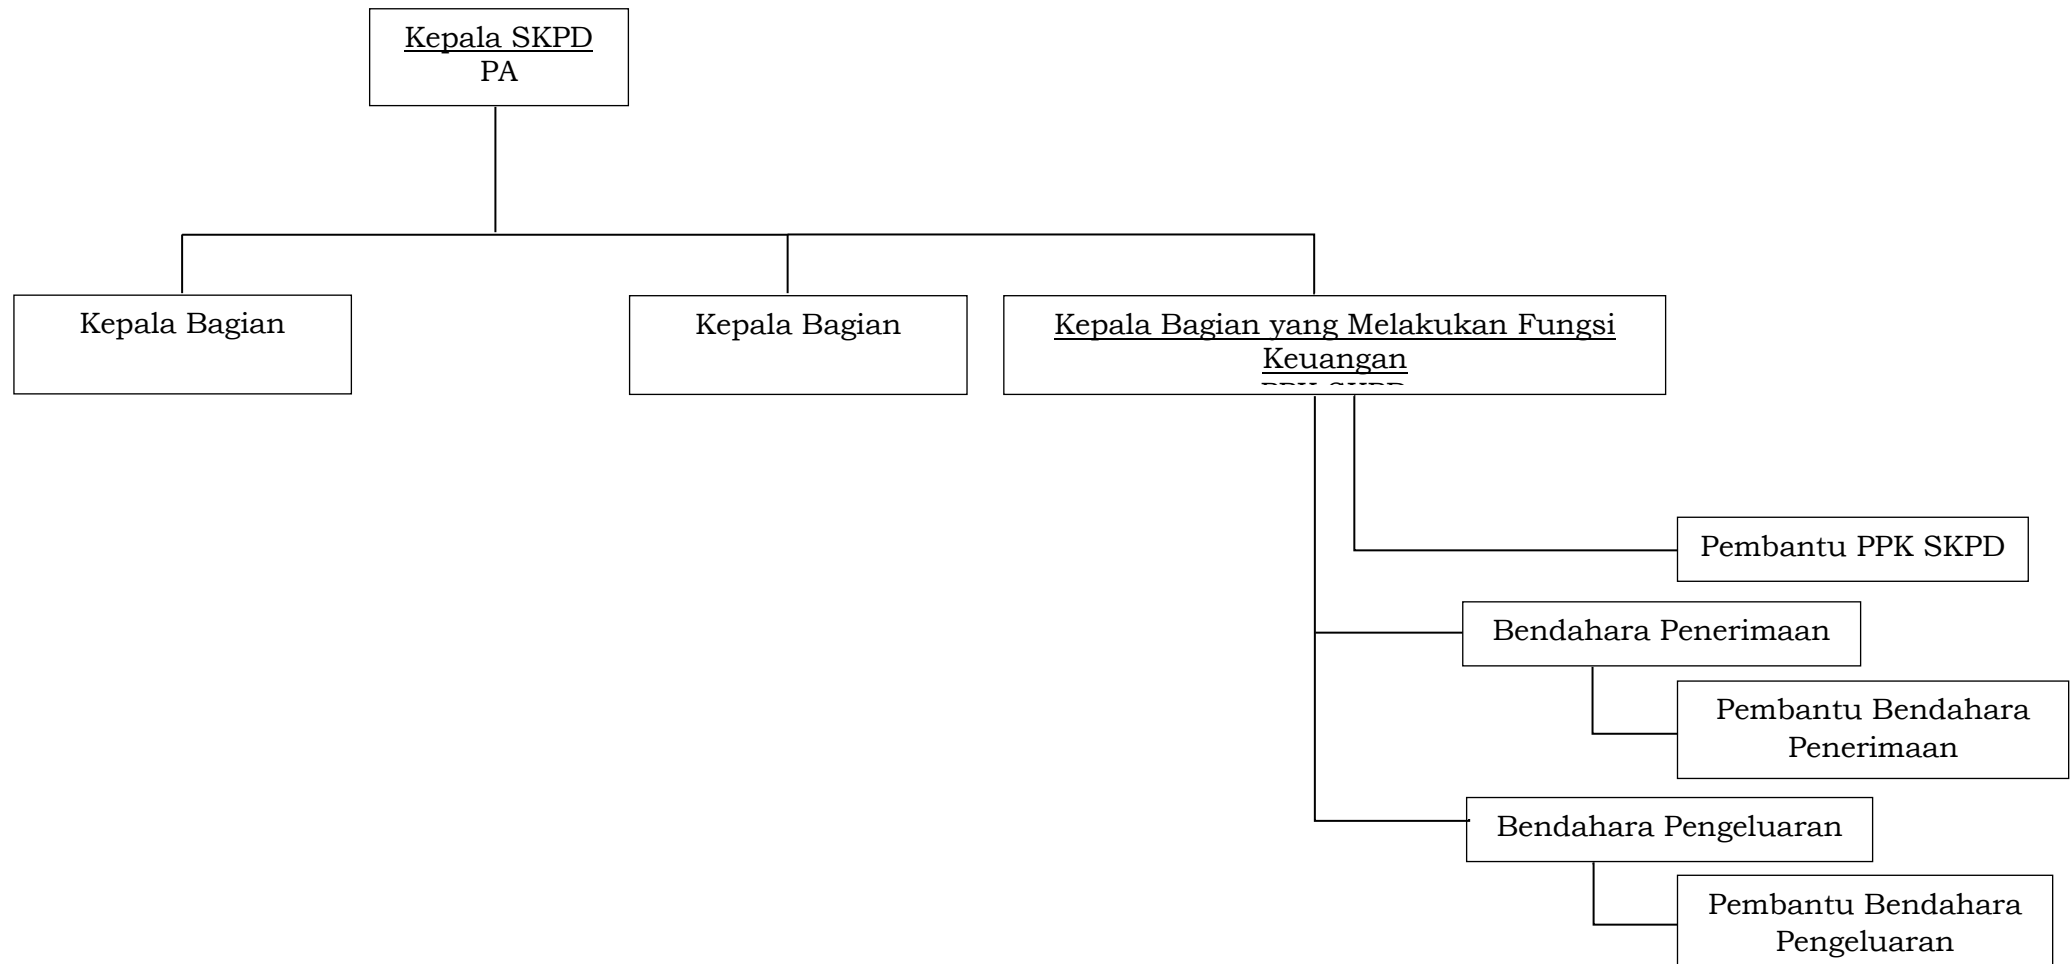 Kepala SKPD
PA
Kepala Bagian
Kepala Bagian
Kepala Bagian yang Melakukan Fungsi
Keuangan
Pembantu PPK SKPD
Bendahara Penerimaan
Pembantu Bendahara
Penerimaan
Bendahara Pengeluaran
Pembantu Bendahara
Pengeluaran